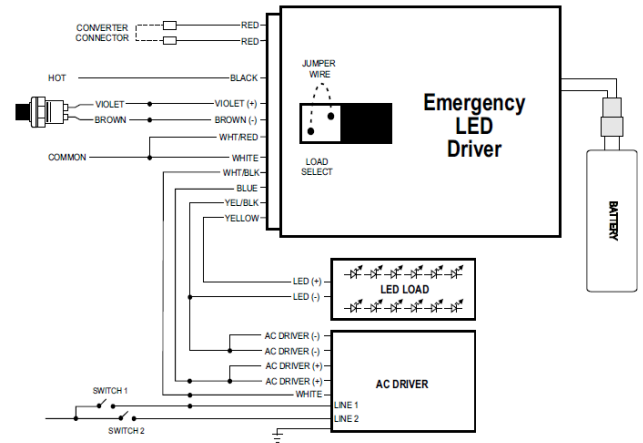 CONVERTER
CONNECTOR
RED
RED
HOT
BLACK
VIOLET
VIOLET (+)
BROWN
BROWN (-)
WHT/RED
COMMON
WHITE
WHT/BLK
BLUE
YEL/BLK
YELLOW
JUMPER
WIRE
LOAD
SELECT
Emergency
LED
Driver
BATTERY
LED (+)
LED (-)
LED LOAD
AC DRIVER (-)
AC DRIVER (-)
AC DRIVER (+)
AC DRIVER (+)
WHITE
AC DRIVER
SWITCH 1
LINE 1
LINE 2
SWITCH 2